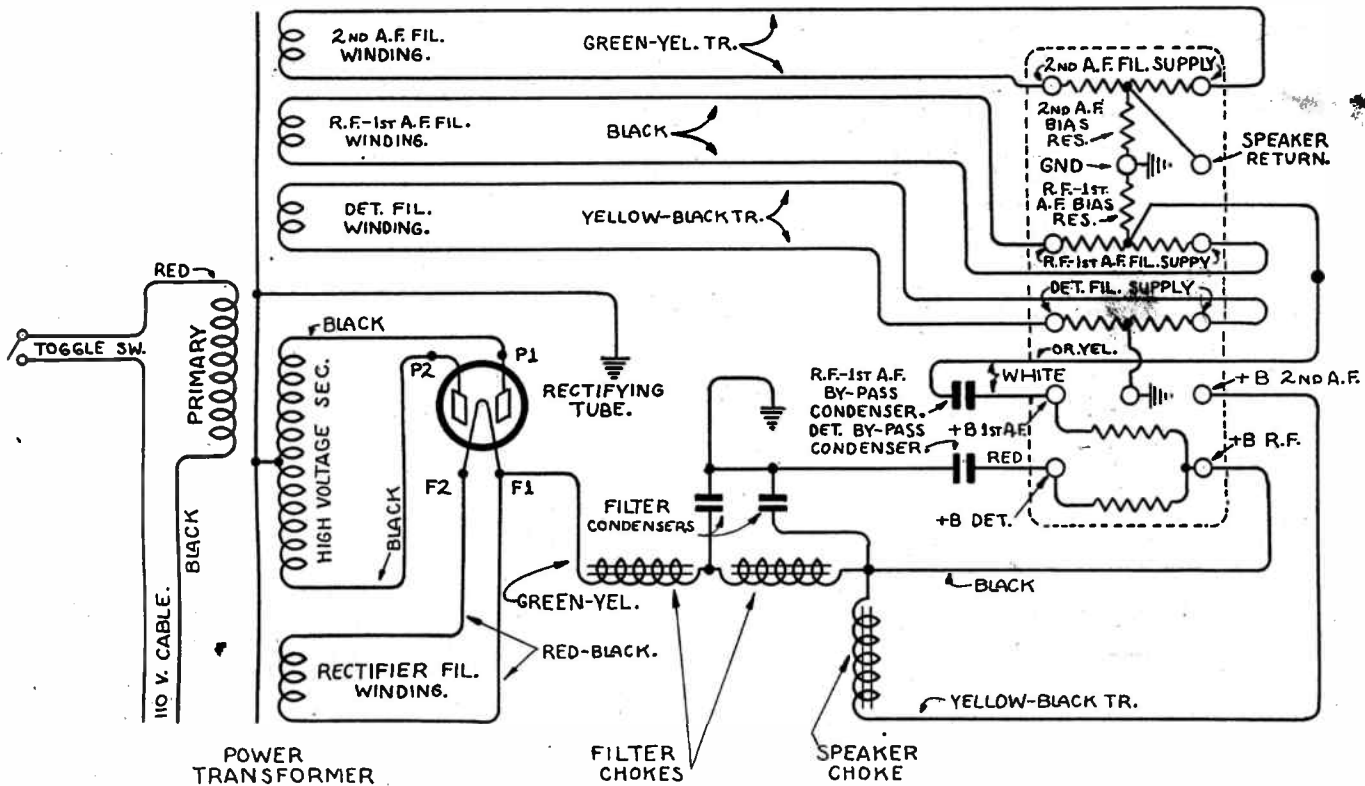 2ND A.F. FIL.
WINDING.
GREEN-YEL. TR.
2ND A.F. FIL. SUPPLY
R.F.-1ST A.F. FIL.
WINDING.
BLACK
2ND A.F.
BIAS
RES.
GND
SPEAKER
RETURN.
R.F.-1ST
A.F. BIAS
RES.
DET. FIL.
WINDING.
YELLOW-BLACK TR.
R.F.-1ST A.F. FIL. SUPPY
DET. FIL. SUPPLY
RED
TOGGLE SW.
PRIMARY
BLACK
110 V. CABLE.
BLACK
P2
P1
RECTIFYING
TUBE.
HIGH VOLTAGE SEC.
BLACK
F2
F1
OR. YEL.
WHITE
R.F.-1ST A.F.
BY-PASS
CONDENSER.
DET. BY-PASS
CONDENSER.
+B 1ST A.F.
RED
+B 2ND A.F.
+B R.F.
+B DET.
FILTER
CONDENSERS
GREEN-YEL.
BLACK
RED-BLACK.
RECTIFIER FIL.
WINDING.
YELLOW-BLACK TR.
POWER
TRANSFORMER
FILTER
CHOKES
SPEAKER
CHOKE